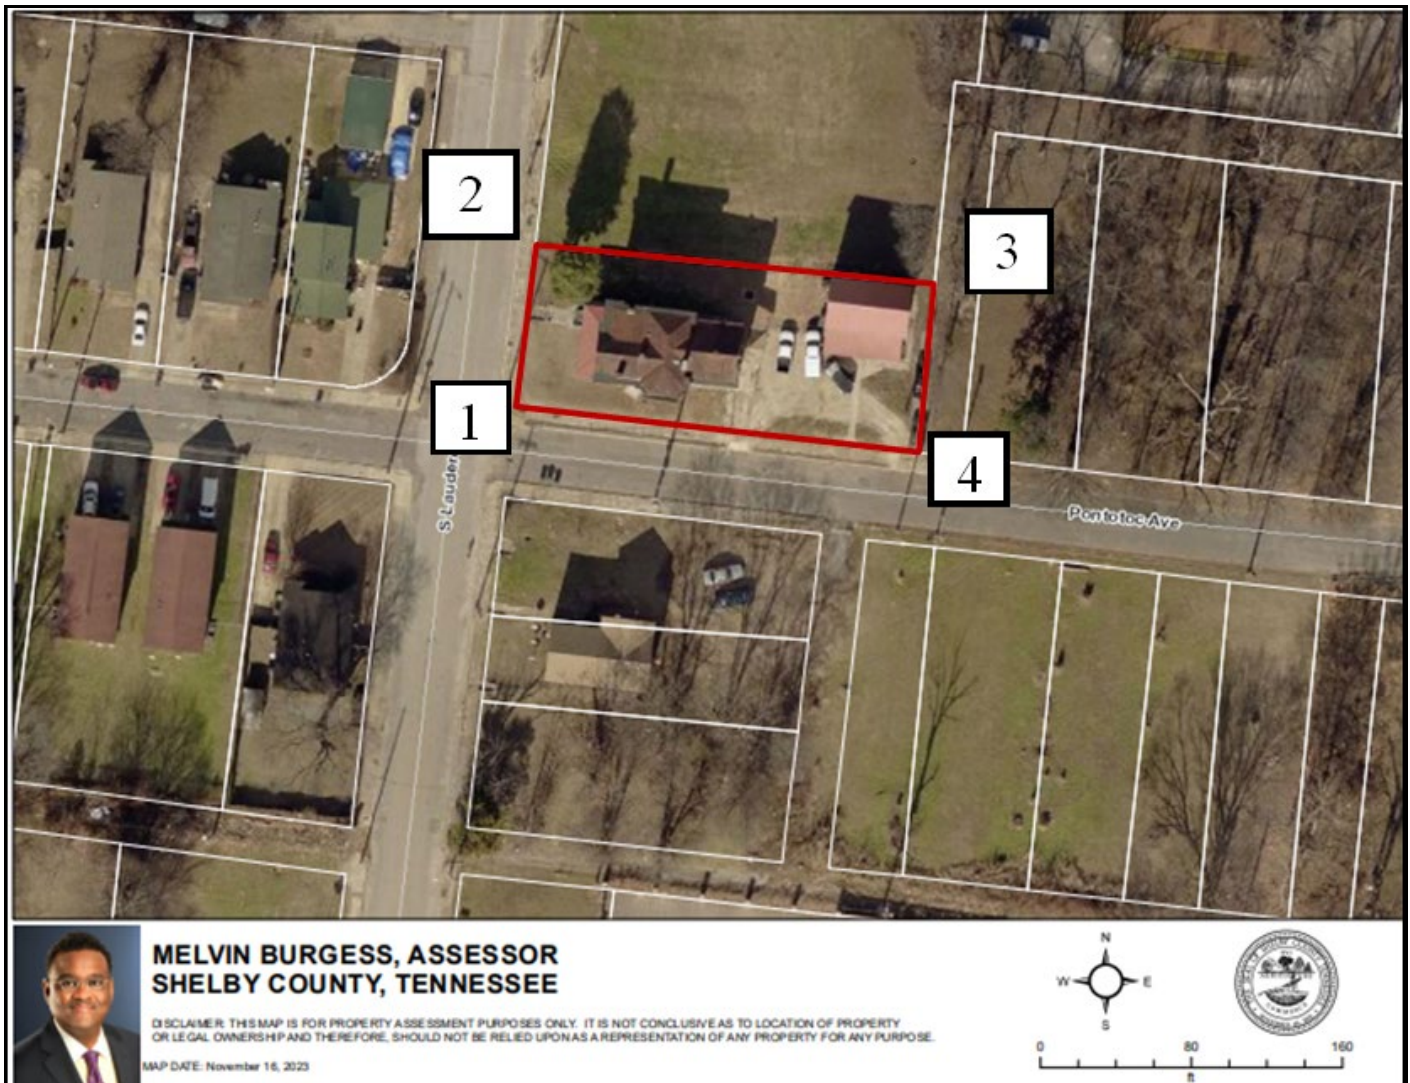 2
3
1
4
S Lauder
Pontotoc Ave
MELVIN BURGESS, ASSESSOR
SHELBY COUNTY, TENNESSEE
DISCLAIMER: THIS MAP IS FOR PROPERTY ASSESSMENT PURPOSES ONLY. IT IS NOT CONCLUSIVE AS TO LOCATION OF PROPERTY
OR LEGAL OWNERSHIP AND THEREFORE, SHOULD NOT BE RELIED UPON AS A REPRESENTATION OF ANY PROPERTY FOR ANY PURPOSE.
MAP DATE: November 16, 2023
N
W E
S
0 80 160
ft